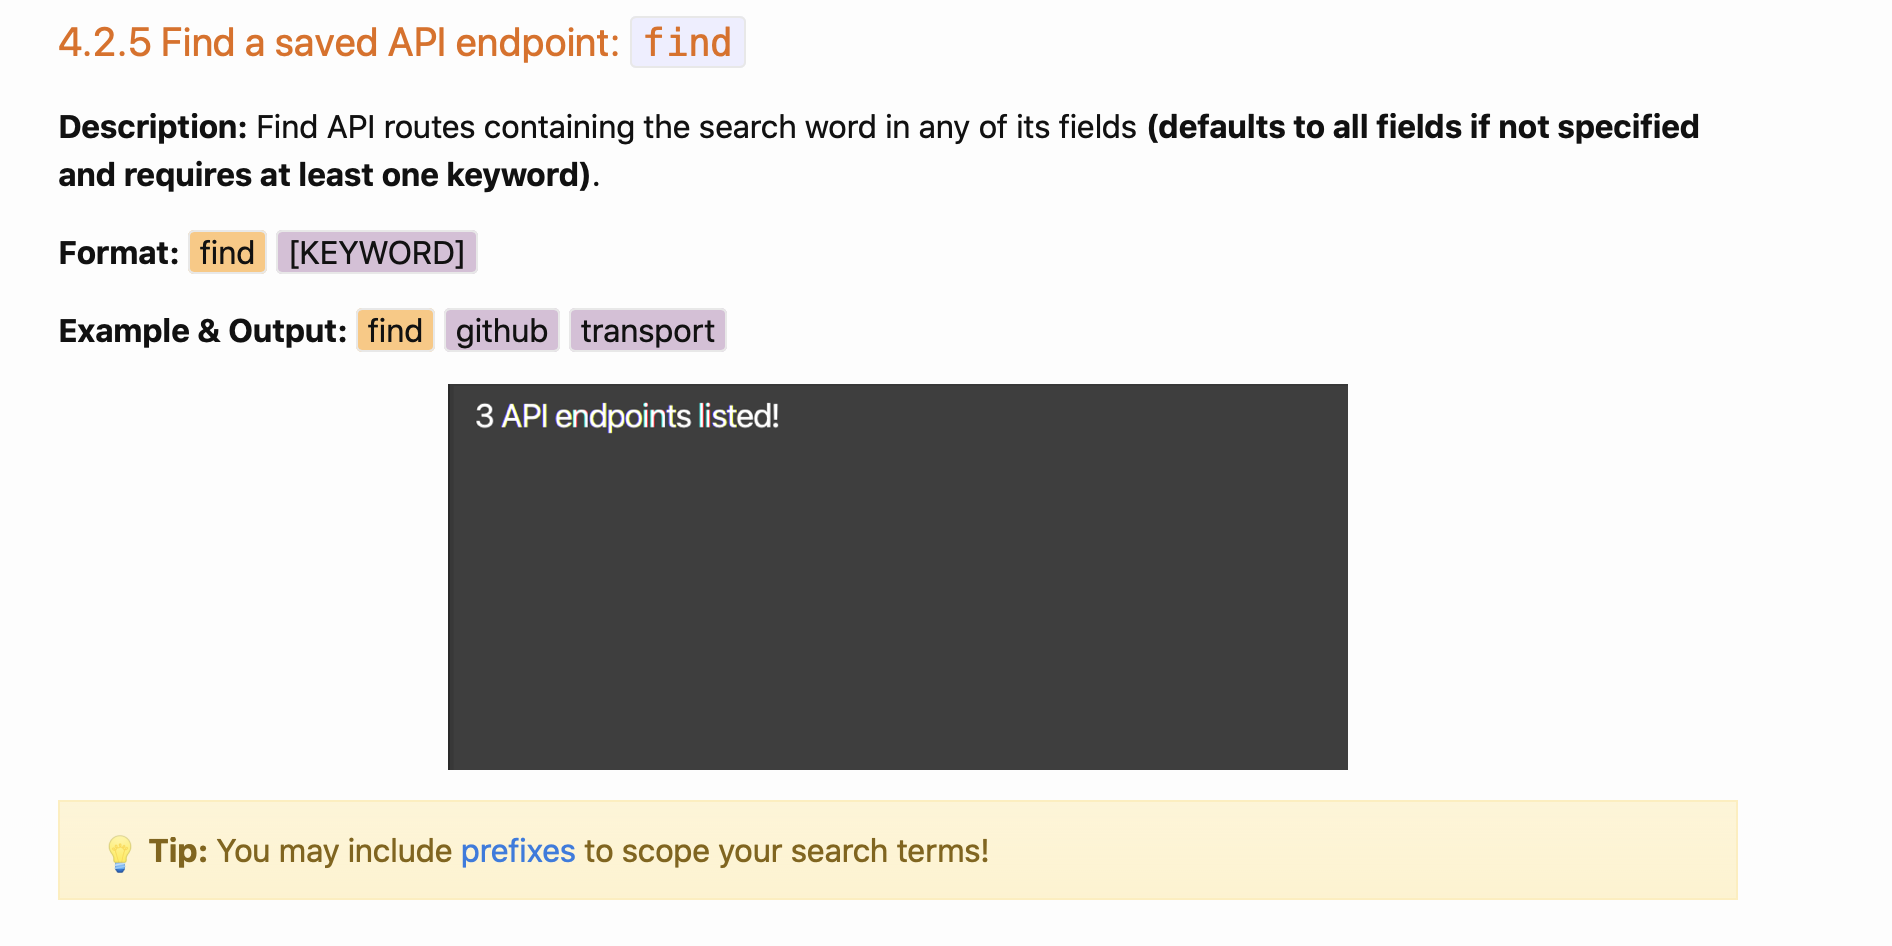 4.2.5 Find a saved API endpoint: find
Description: Find API routes containing the search word in any of its fields (defaults to all fields if not specified
and requires at least one keyword).
Format: find [KEYWORD]
Example & Output: find github transport
3 API endpoints listed!
💡 Tip: You may include prefixes to scope your search terms!